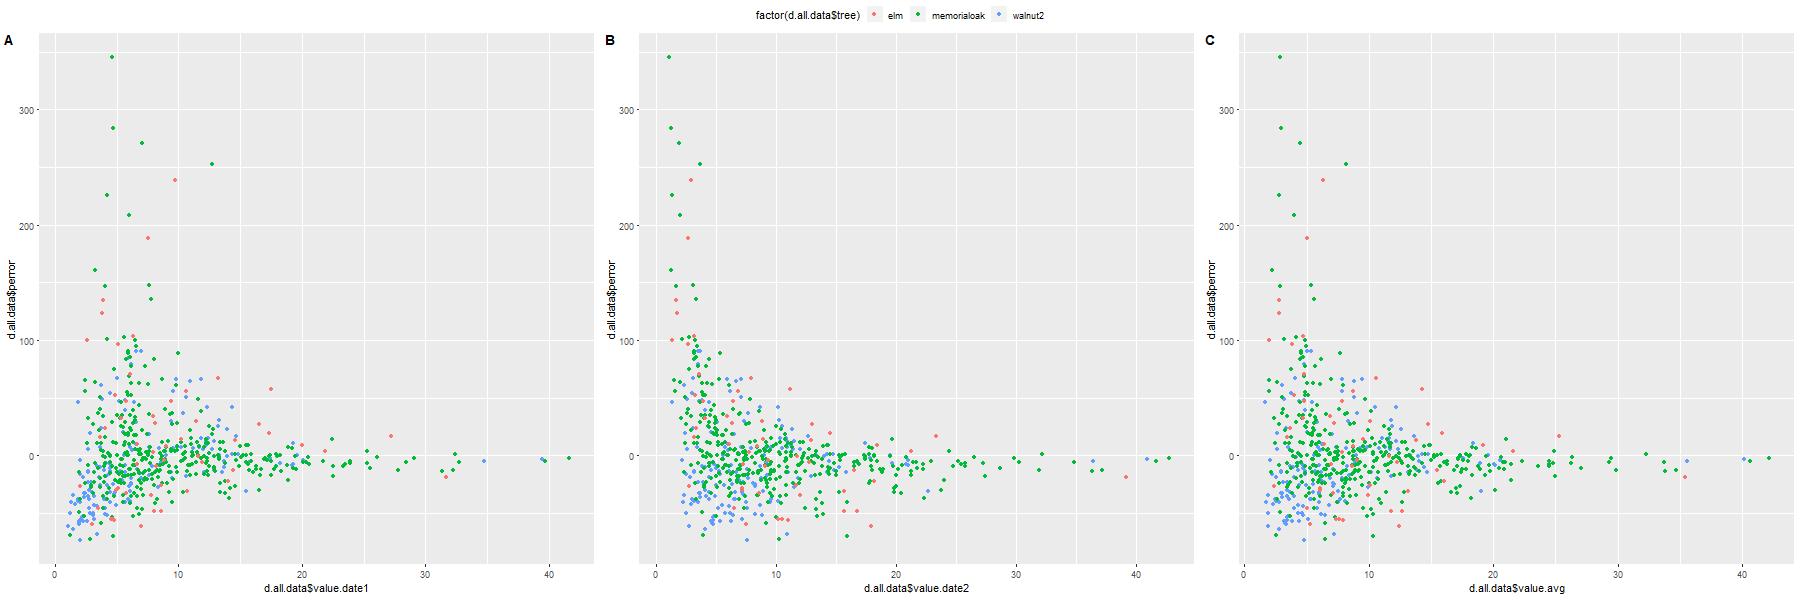 factor(d.all.data$tree) elm memorialoak walnut2
A
300
200
100
0
d.all.data$perror
0 10 20 30 40
d.all.data$value.date1
B
300
200
100
0
d.all.data$perror
0 10 20 30 40
d.all.data$value.date2
C
300
200
100
0
d.all.data$perror
0 10 20 30 40
d.all.data$value.avg